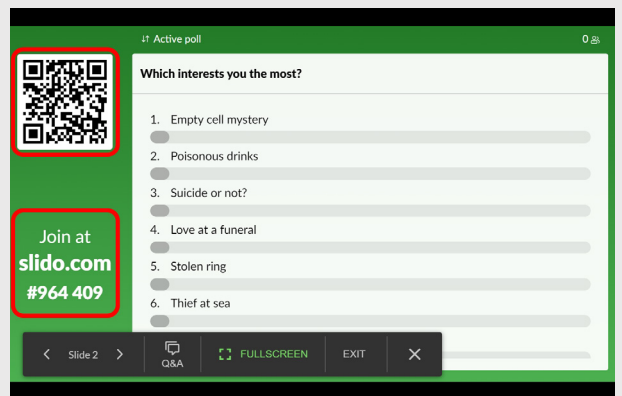 Active poll
0
Which interests you the most?
1. Empty cell mystery
2. Poisonous drinks
3. Suicide or not?
4. Love at a funeral
5. Stolen ring
6. Thief at sea
Join at
slido.com
#964 409
Slide 2
Q&A
FULLSCREEN
EXIT